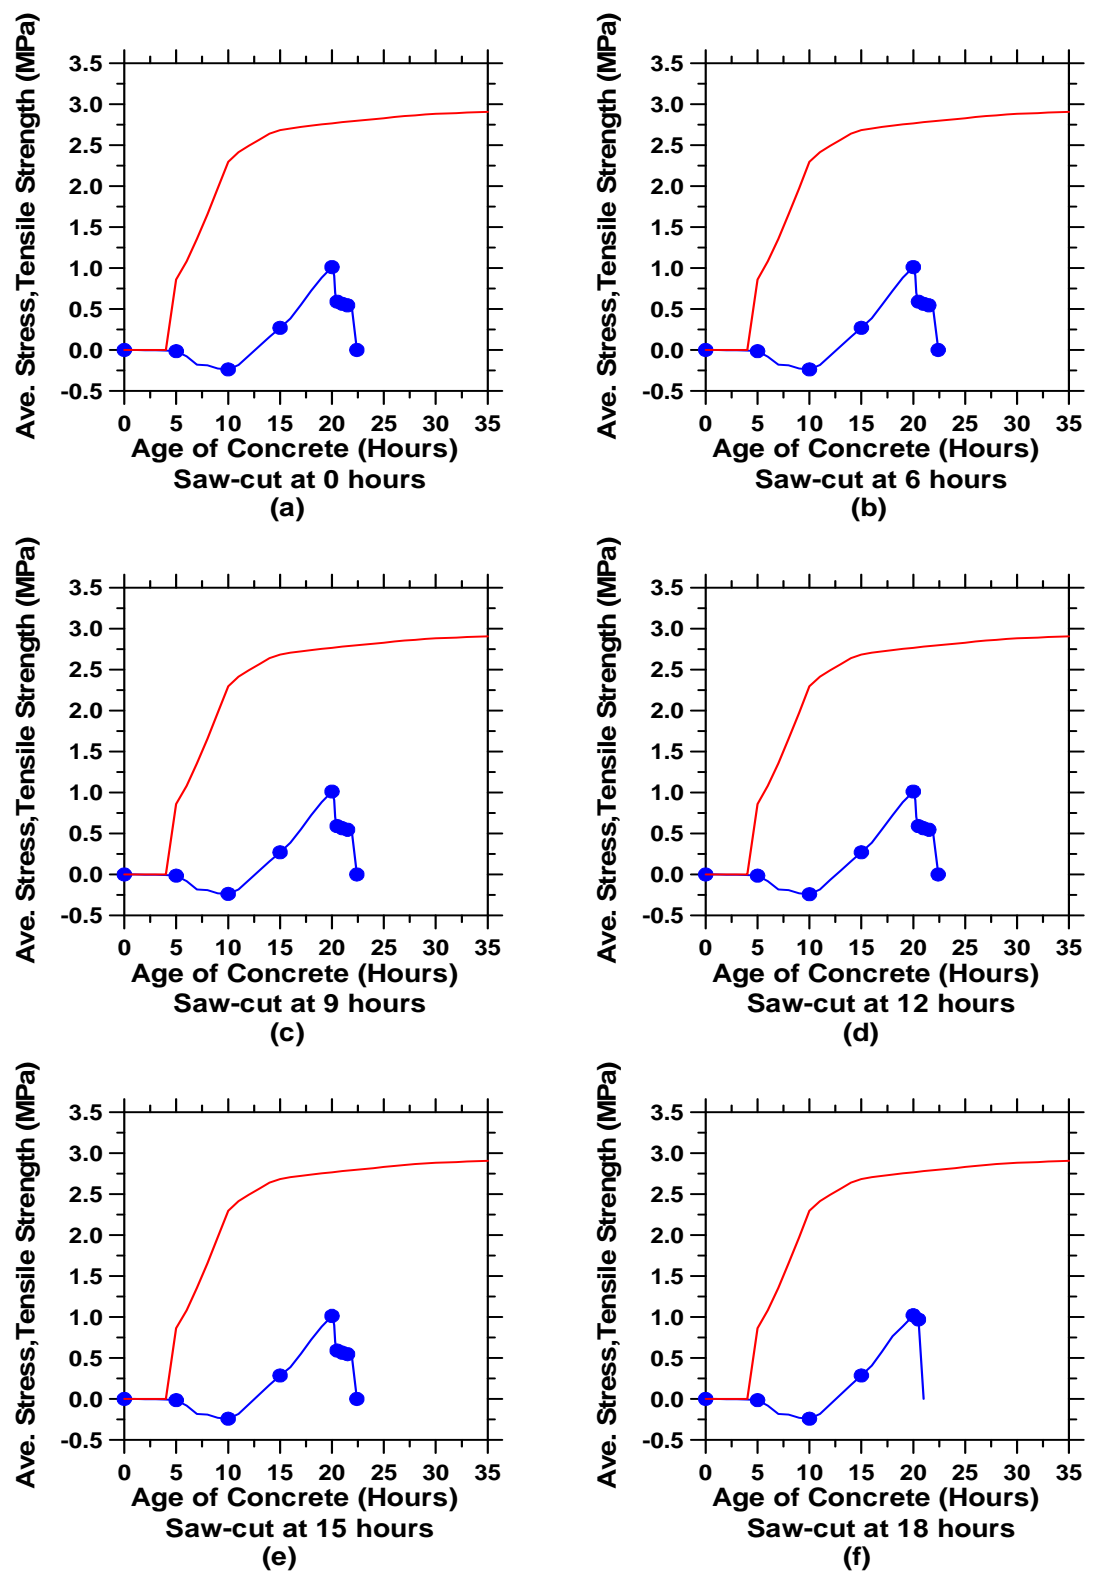 Ave. Stress,Tensile Strength (MPa)
3.5
3.0
2.5
2.0
1.5
1.0
0.5
0.0
-0.5
0 5 10 15 20 25 30 35
Age of Concrete (Hours)
Saw-cut at 0 hours
(a)
Ave. Stress,Tensile Strength (MPa)
3.5
3.0
2.5
2.0
1.5
1.0
0.5
0.0
-0.5
0 5 10 15 20 25 30 35
Age of Concrete (Hours)
Saw-cut at 6 hours
(b)
Ave. Stress,Tensile Strength (MPa)
3.5
3.0
2.5
2.0
1.5
1.0
0.5
0.0
-0.5
0 5 10 15 20 25 30 35
Age of Concrete (Hours)
Saw-cut at 9 hours
(c)
Ave. Stress,Tensile Strength (MPa)
3.5
3.0
2.5
2.0
1.5
1.0
0.5
0.0
-0.5
0 5 10 15 20 25 30 35
Age of Concrete (Hours)
Saw-cut at 12 hours
(d)
Ave. Stress,Tensile Strength (MPa)
3.5
3.0
2.5
2.0
1.5
1.0
0.5
0.0
-0.5
0 5 10 15 20 25 30 35
Age of Concrete (Hours)
Saw-cut at 15 hours
(e)
Ave. Stress,Tensile Strength (MPa)
3.5
3.0
2.5
2.0
1.5
1.0
0.5
0.0
-0.5
0 5 10 15 20 25 30 35
Age of Concrete (Hours)
Saw-cut at 18 hours
(f)